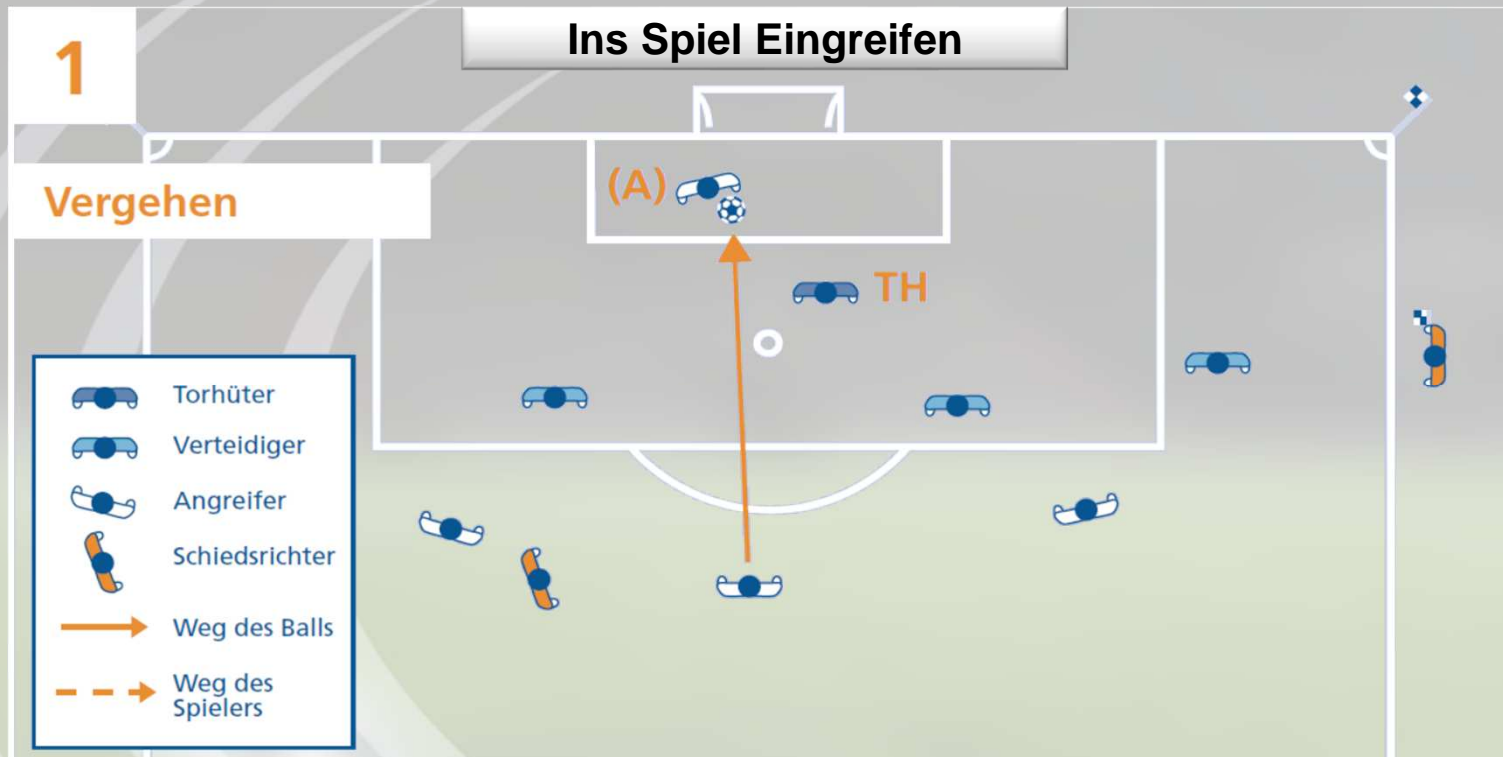 1
Ins Spiel Eingreifen
Vergehen
(A)
TH
Torhüter
Verteidiger
Angreifer
Schiedsrichter
Weg des Balls
Weg des
Spielers